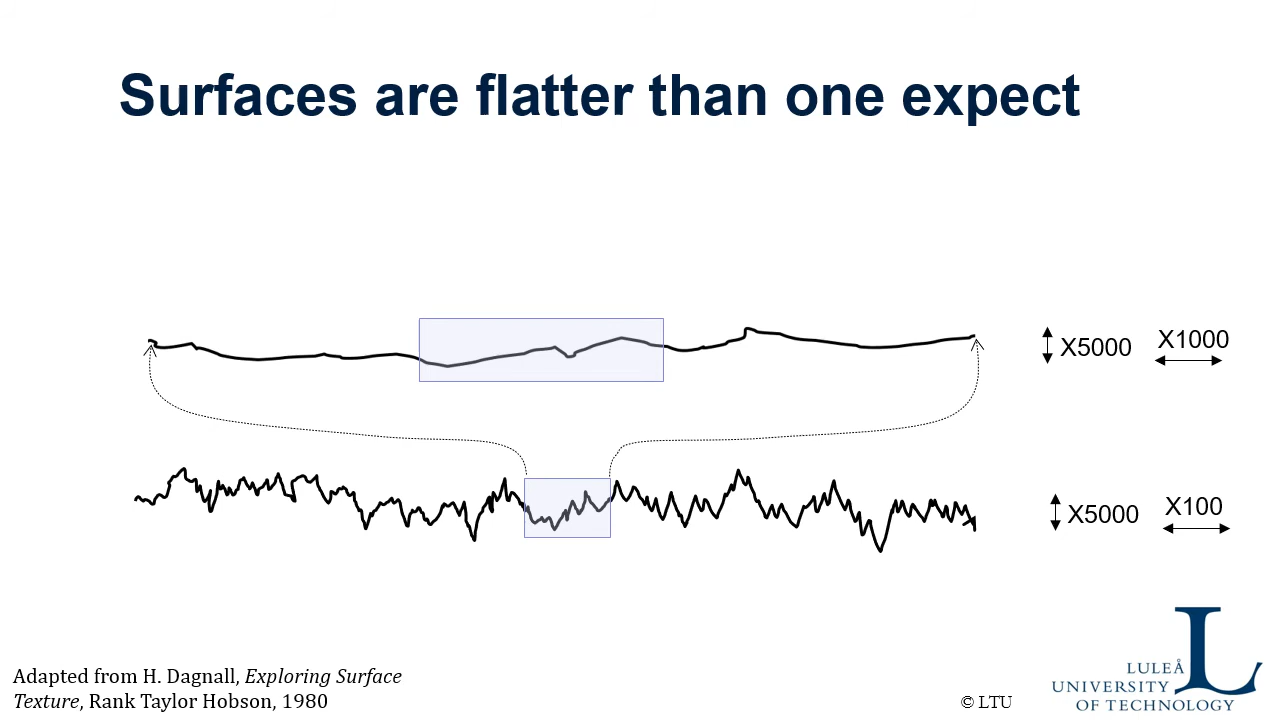 Surfaces are flatter than one expect
X5000
X1000
X5000
X100
Adapted from H. Dagnall, Exploring Surface
Texture, Rank Taylor Hobson, 1980
© LTU
L
LULEÅ
UNIVERSITY
OF TECHNOLOGY